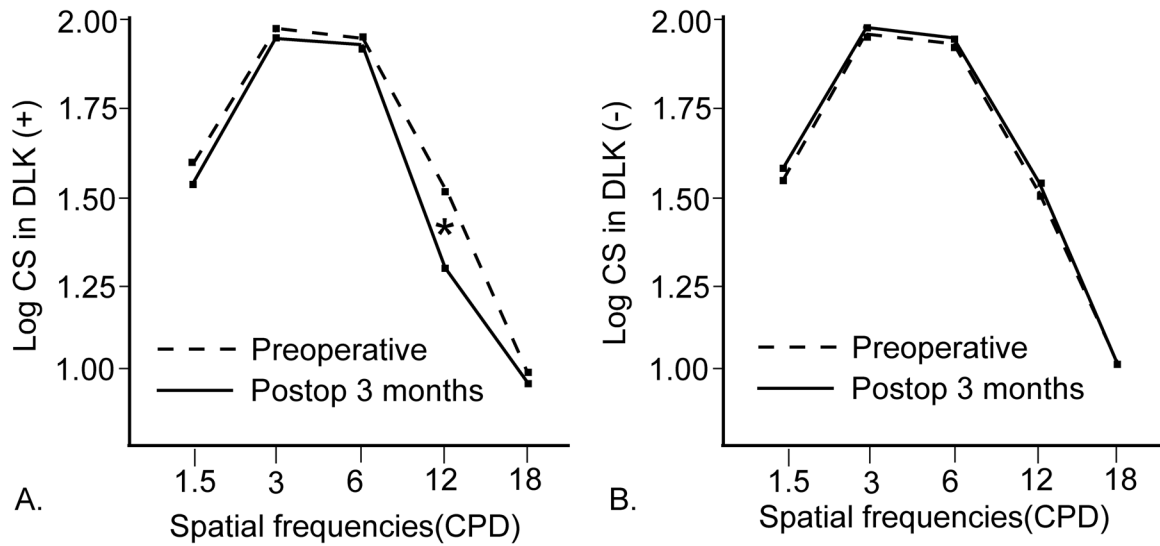 2.00
1.75
1.50
1.25
1.00
Log CS in DLK (+)
*
Preoperative
Postop 3 months
1.5 3 6 12 18
Spatial frequencies(CPD)
A.
2.00
1.75
1.50
1.25
1.00
Log CS in DLK (-)
Preoperative
Postop 3 months
1.5 3 6 12 18
Spatial frequencies(CPD)
B.